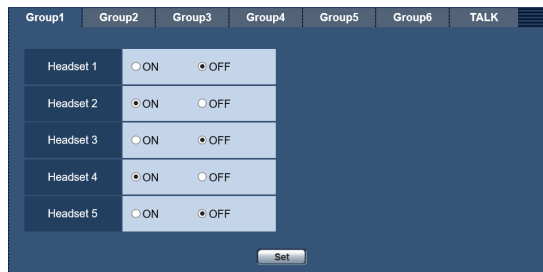 Group1 Group2 Group3 Group4 Group5 Group6 TALK
Headset 1 ON OFF
Headset 2 ON OFF
Headset 3 ON OFF
Headset 4 ON OFF
Headset 5 ON OFF
Set